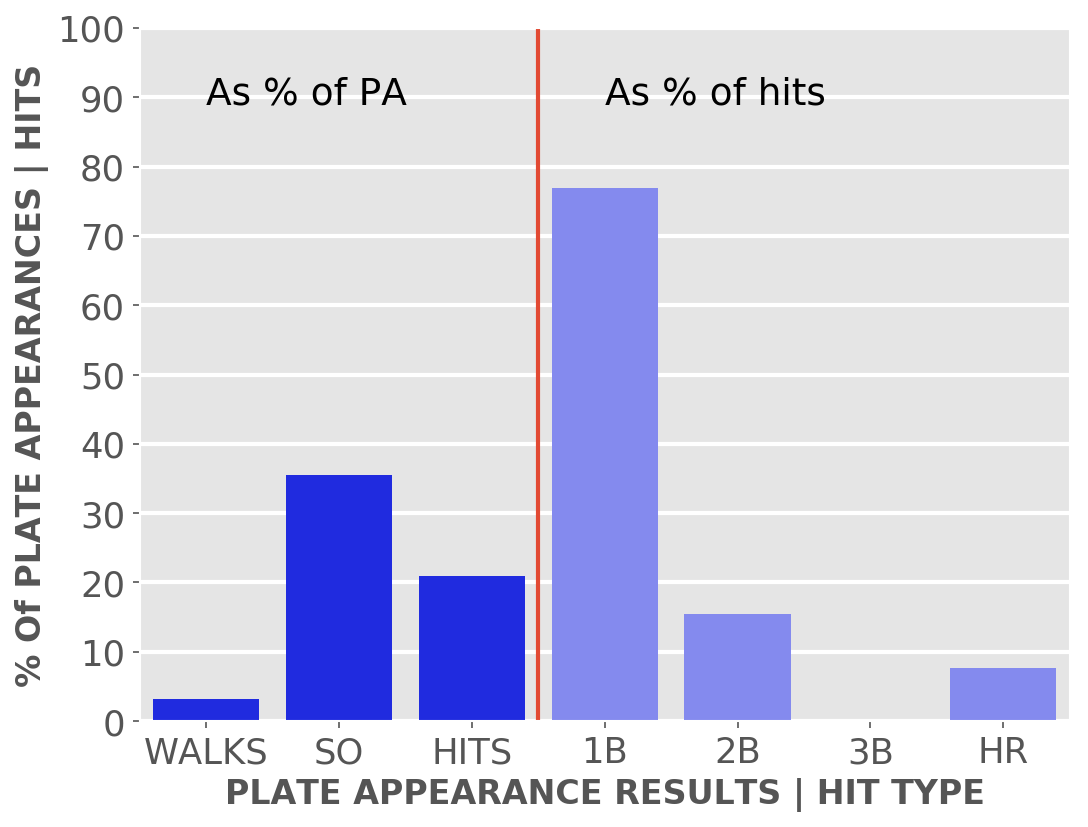 % Of PLATE APPEARANCES | HITS
100
90
80
70
60
50
40
30
20
10
0
As % of PA
As % of hits
WALKS SO HITS 1B 2B 3B HR
PLATE APPEARANCE RESULTS | HIT TYPE